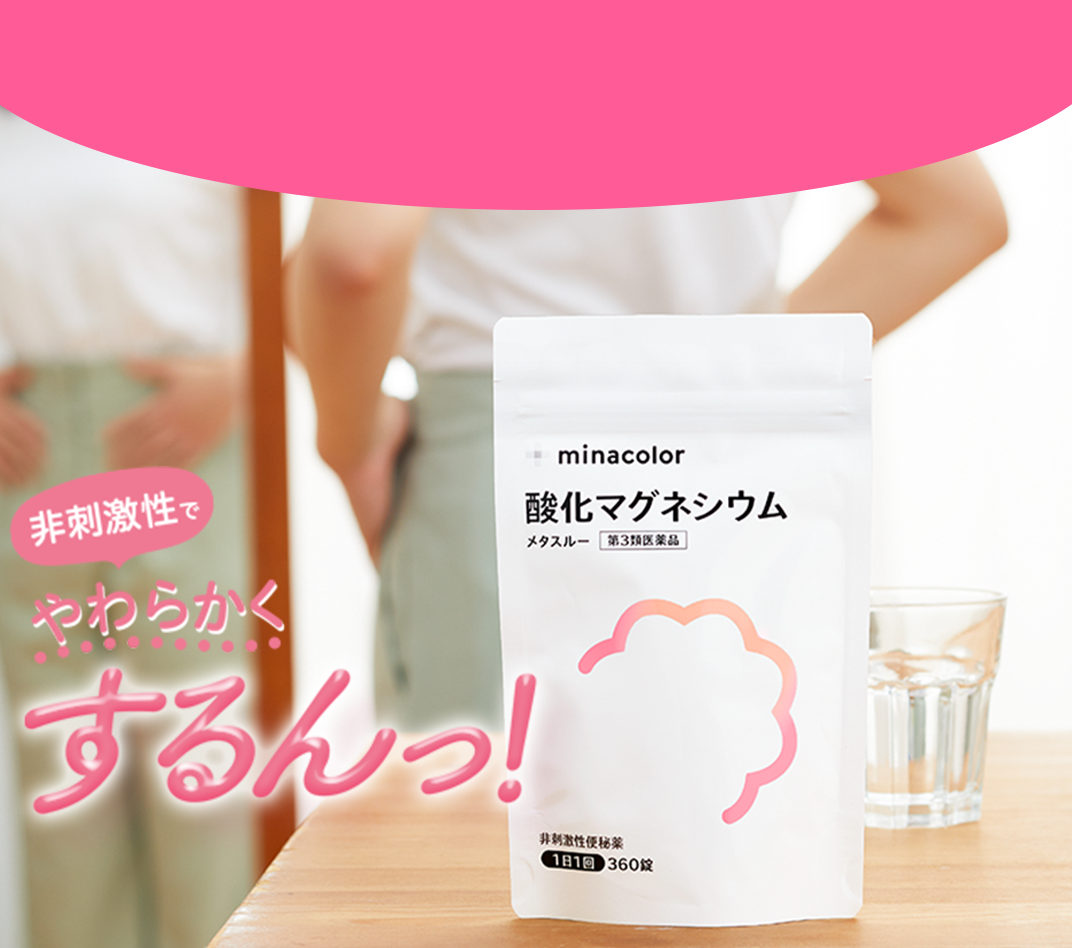 非刺激性で
やわらかく
するんっ!
minacolor
酸化マグネシウム
メタスルー 第3類医薬品
非刺激性便秘薬
1日1回 360錠